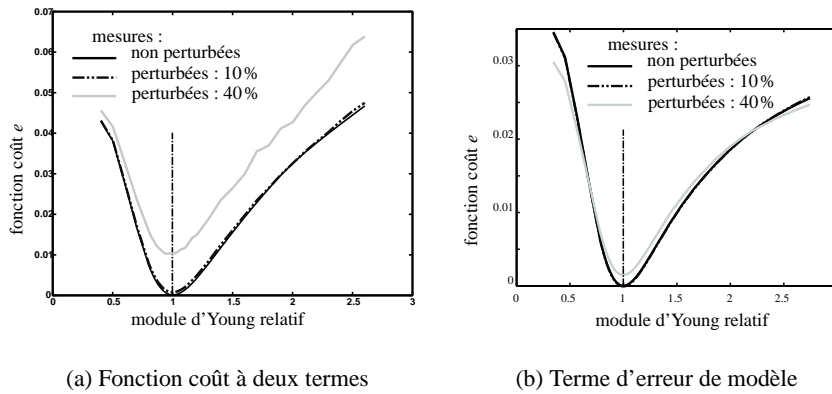 0.07
0.06
0.05
0.04
0.03
0.02
0.01
0
0
0.5
1
1.5
2
2.5
3
fonction coût e
module d'Young relatif
mesures :
non perturbées
perturbées : 10%
perturbées : 40%
(a) Fonction coût à deux termes
0.03
0.02
0.01
0
0
0.5
1
1.5
2
2.5
fonction coût e
module d'Young relatif
mesures :
non perturbées
perturbées : 10%
perturbées : 40%
(b) Terme d'erreur de modèle